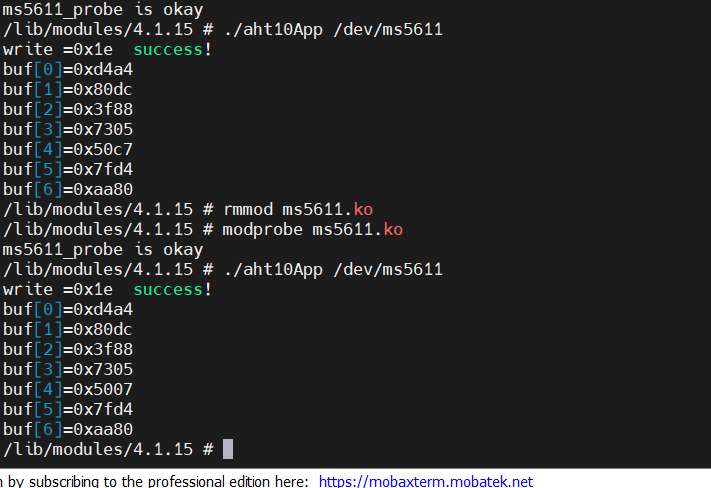 ms5611_probe is okay
/lib/modules/4.1.15 # ./aht10App /dev/ms5611
write =0x1e  success!
buf[0]=0xd4a4
buf[1]=0x80dc
buf[2]=0x3f88
buf[3]=0x7305
buf[4]=0x50c7
buf[5]=0x7fd4
buf[6]=0xaa80
/lib/modules/4.1.15 # rmmod ms5611.ko
/lib/modules/4.1.15 # modprobe ms5611.ko
ms5611_probe is okay
/lib/modules/4.1.15 # ./aht10App /dev/ms5611
write =0x1e  success!
buf[0]=0xd4a4
buf[1]=0x80dc
buf[2]=0x3f88
buf[3]=0x7305
buf[4]=0x5007
buf[5]=0x7fd4
buf[6]=0xaa80
/lib/modules/4.1.15 #
n by subscribing to the professional edition here: https://mobaxterm.mobatek.net